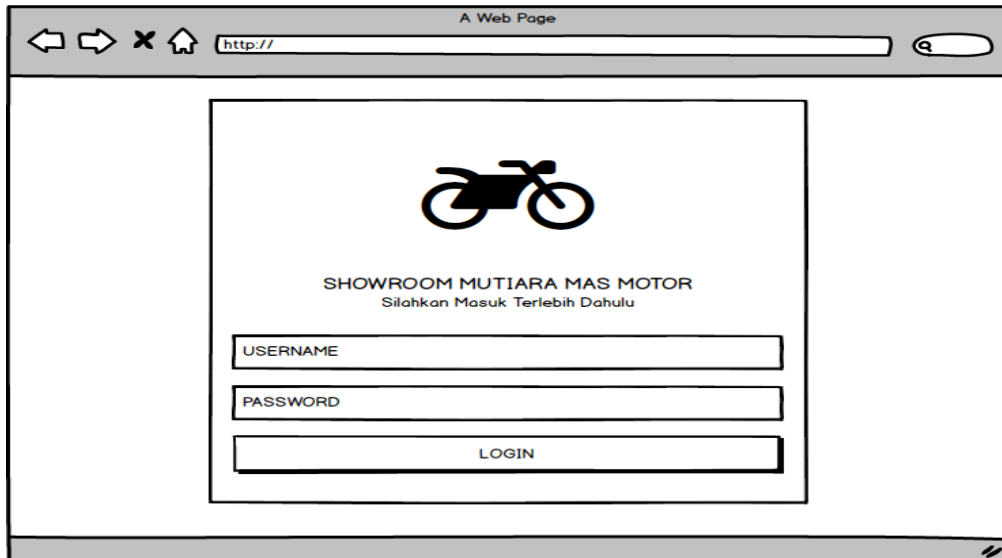 A Web Page
http://
SHOWROOM MUTIARA MAS MOTOR
Silahkan Masuk Terlebih Dahulu
USERNAME
PASSWORD
LOGIN